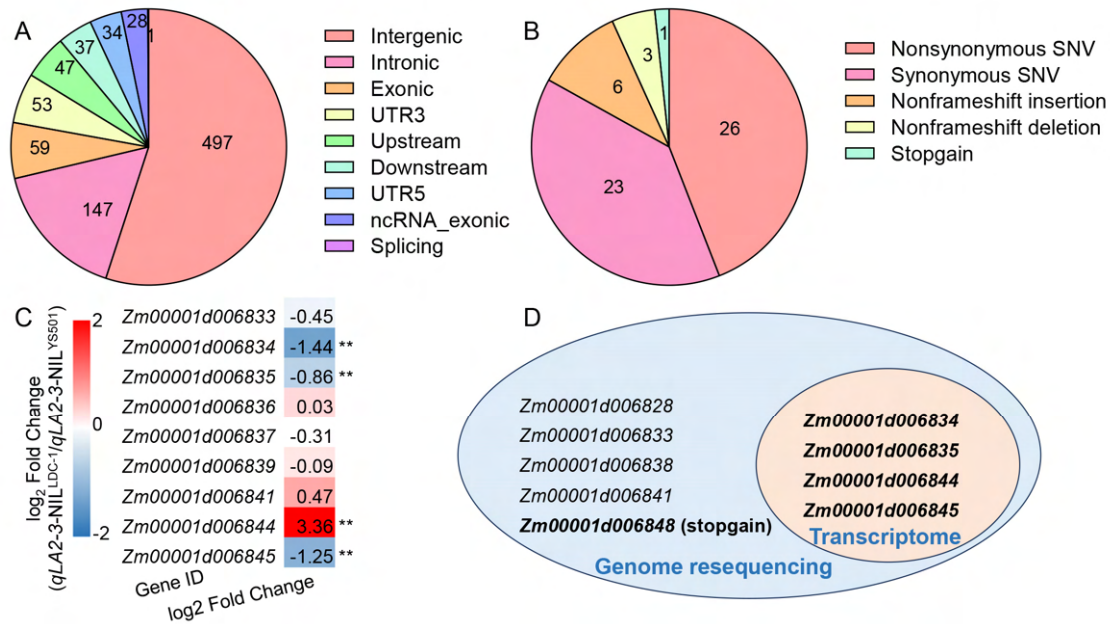 A
28
1
34
37
47
53
59
147
497
Intergenic
Intronic
Exonic
UTR3
Upstream
Downstream
UTR5
ncRNA_exonic
Splicing
B
1
3
6
26
23
Nonsynonymous SNV
Synonymous SNV
Nonframeshift insertion
Nonframeshift deletion
Stopgain
C
log2 Fold Change
(qLA2-3-NILLDC-1/qLA2-3-NILYS501)
2
0
-2
Zm00001d006833 -0.45
Zm00001d006834 -1.44 **
Zm00001d006835 -0.86 **
Zm00001d006836 0.03
Zm00001d006837 -0.31
Zm00001d006839 -0.09
Zm00001d006841 0.47
Zm00001d006844 3.36 **
Zm00001d006845 -1.25 **
Gene ID
log2 Fold Change
D
Zm00001d006828
Zm00001d006833
Zm00001d006838
Zm00001d006841
Zm00001d006848 (stopgain)
Genome resequencing
Zm00001d006834
Zm00001d006835
Zm00001d006844
Zm00001d006845
Transcriptome